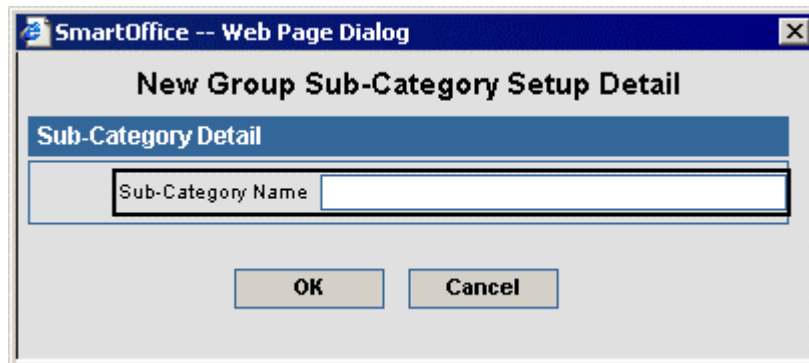 SmartOffice -- Web Page Dialog
New Group Sub-Category Setup Detail
Sub-Category Detail
Sub-Category Name
OK Cancel